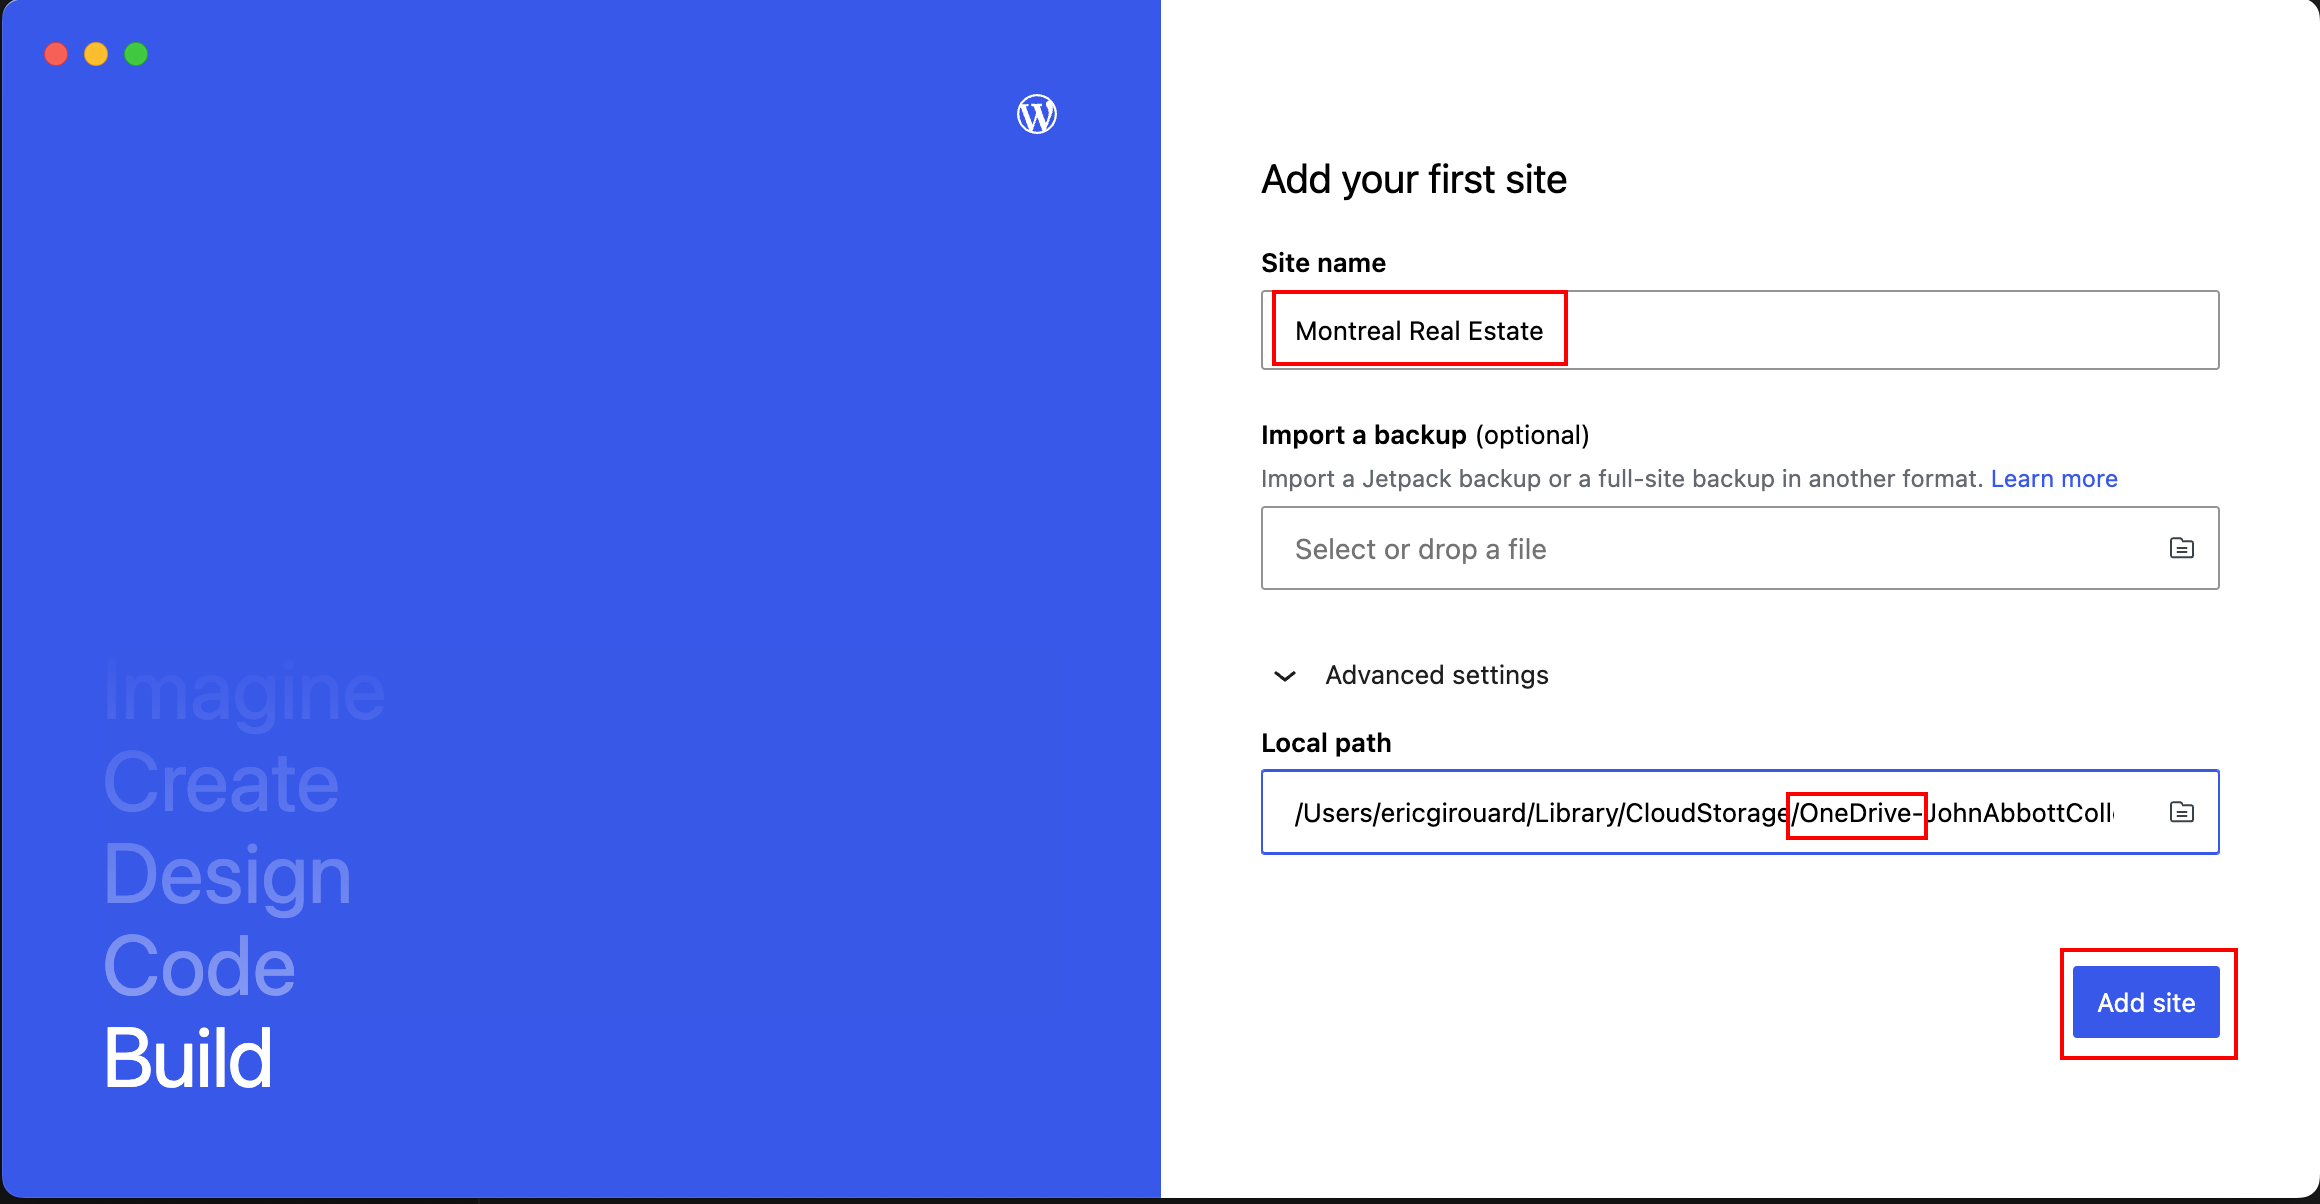 Imagine
Create
Design
Code
Build
Add your first site
Site name
Montreal Real Estate
Import a backup (optional)
Import a Jetpack backup or a full-site backup in another format. Learn more
Select or drop a file
Advanced settings
Local path
/Users/ericgirouard/Library/CloudStorage/OneDrive-JohnAbbottColl
Add site